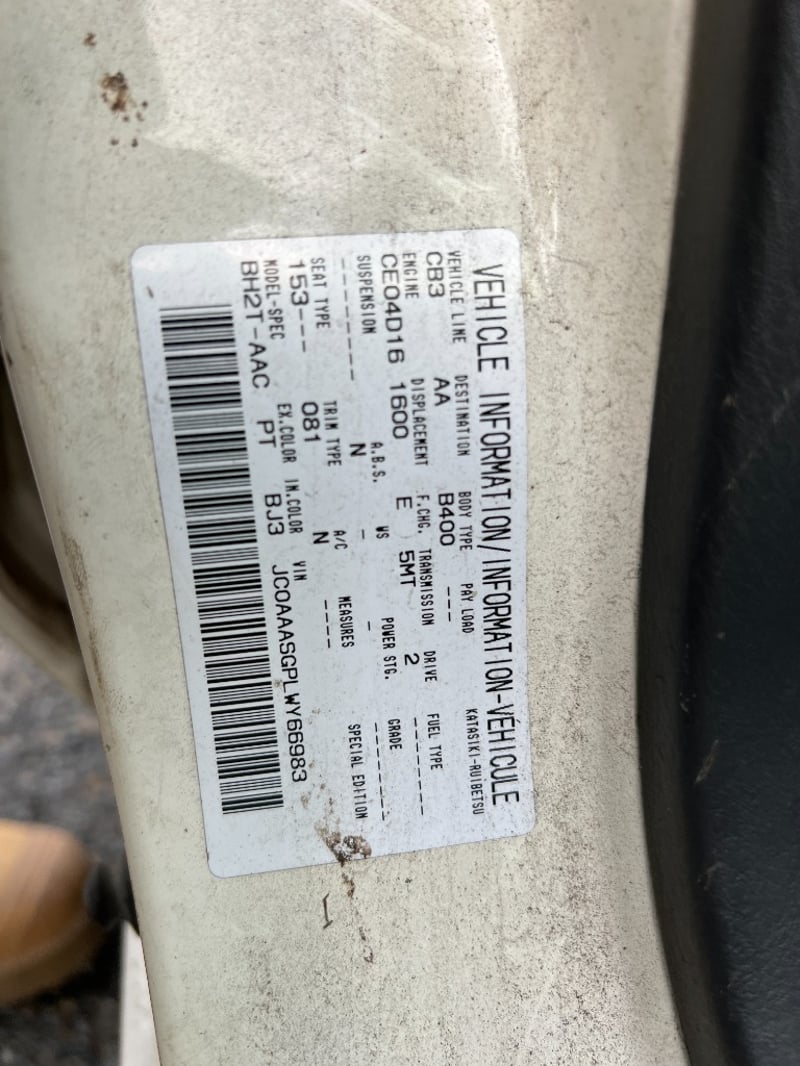 VEHICLE INFORMATION/INFORMATION-VÉHICULE
VEHICLE LINE DESTINATION BODY TYPE PAY LOAD KATASIKI-RUIBETSU
CB3 AA B400 ---
ENGINE DISPLACEMENT F.CHG. TRANSMISSION DRIVE FUEL TYPE
CE04D16 1600 E 5MT 2 --------
SUSPENSION A.B.S. WS POWER STG. GRADE
-------- N - - --------
SEAT TYPE TRIM TYPE A/C MEASURES SPECIAL EDITION
153--- 081 N ----
MODEL-SPEC EX.COLOR IN.COLOR VIN
BH2T-AAC PT BJ3 JC0AAASGPLWY66983